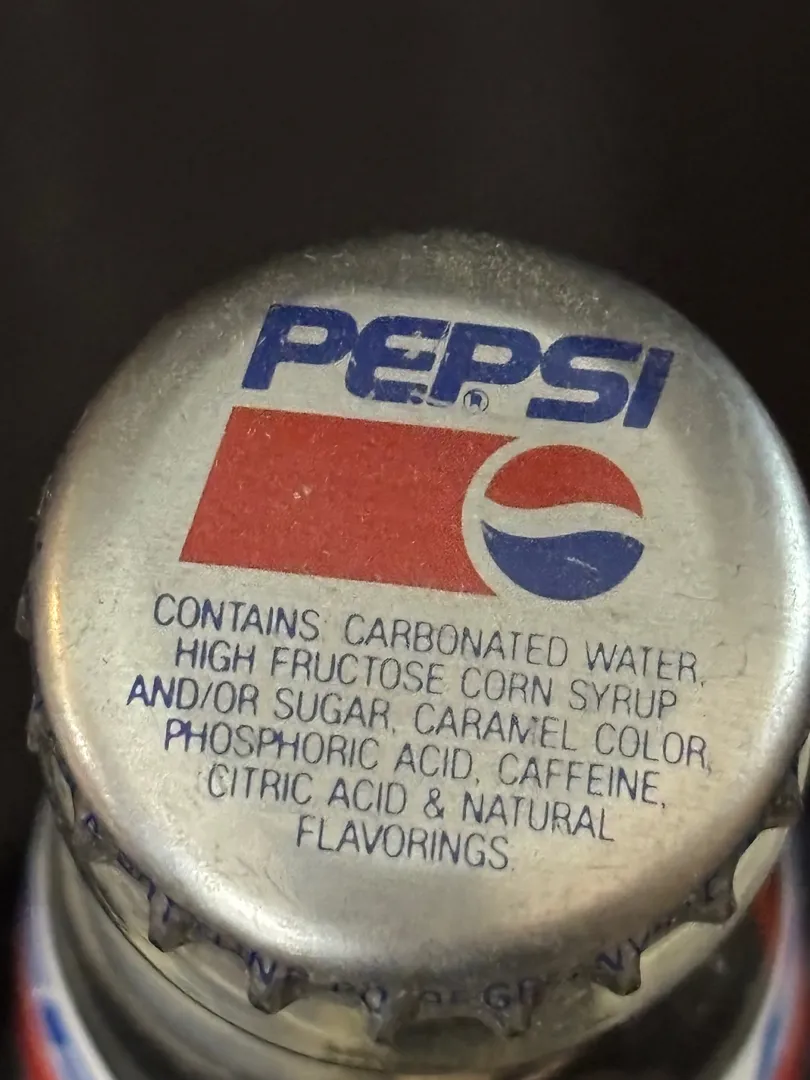 PEPSI
®
CONTAINS: CARBONATED WATER,
HIGH FRUCTOSE CORN SYRUP
AND/OR SUGAR, CARAMEL COLOR,
PHOSPHORIC ACID, CAFFEINE,
CITRIC ACID & NATURAL
FLAVORINGS.